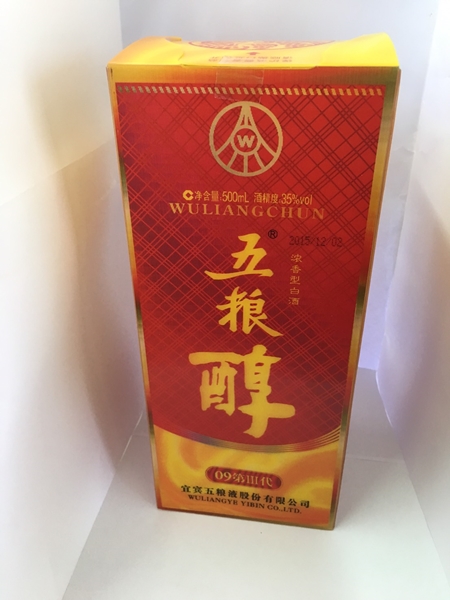 W
净含量:500mL 酒精度:35%vol
WULIANGCHUN
®
2015/12/02
浓香型白酒
五粮醇
09第III代
宜宾五粮液股份有限公司
WULIANGYE YIBIN CO.,LTD.